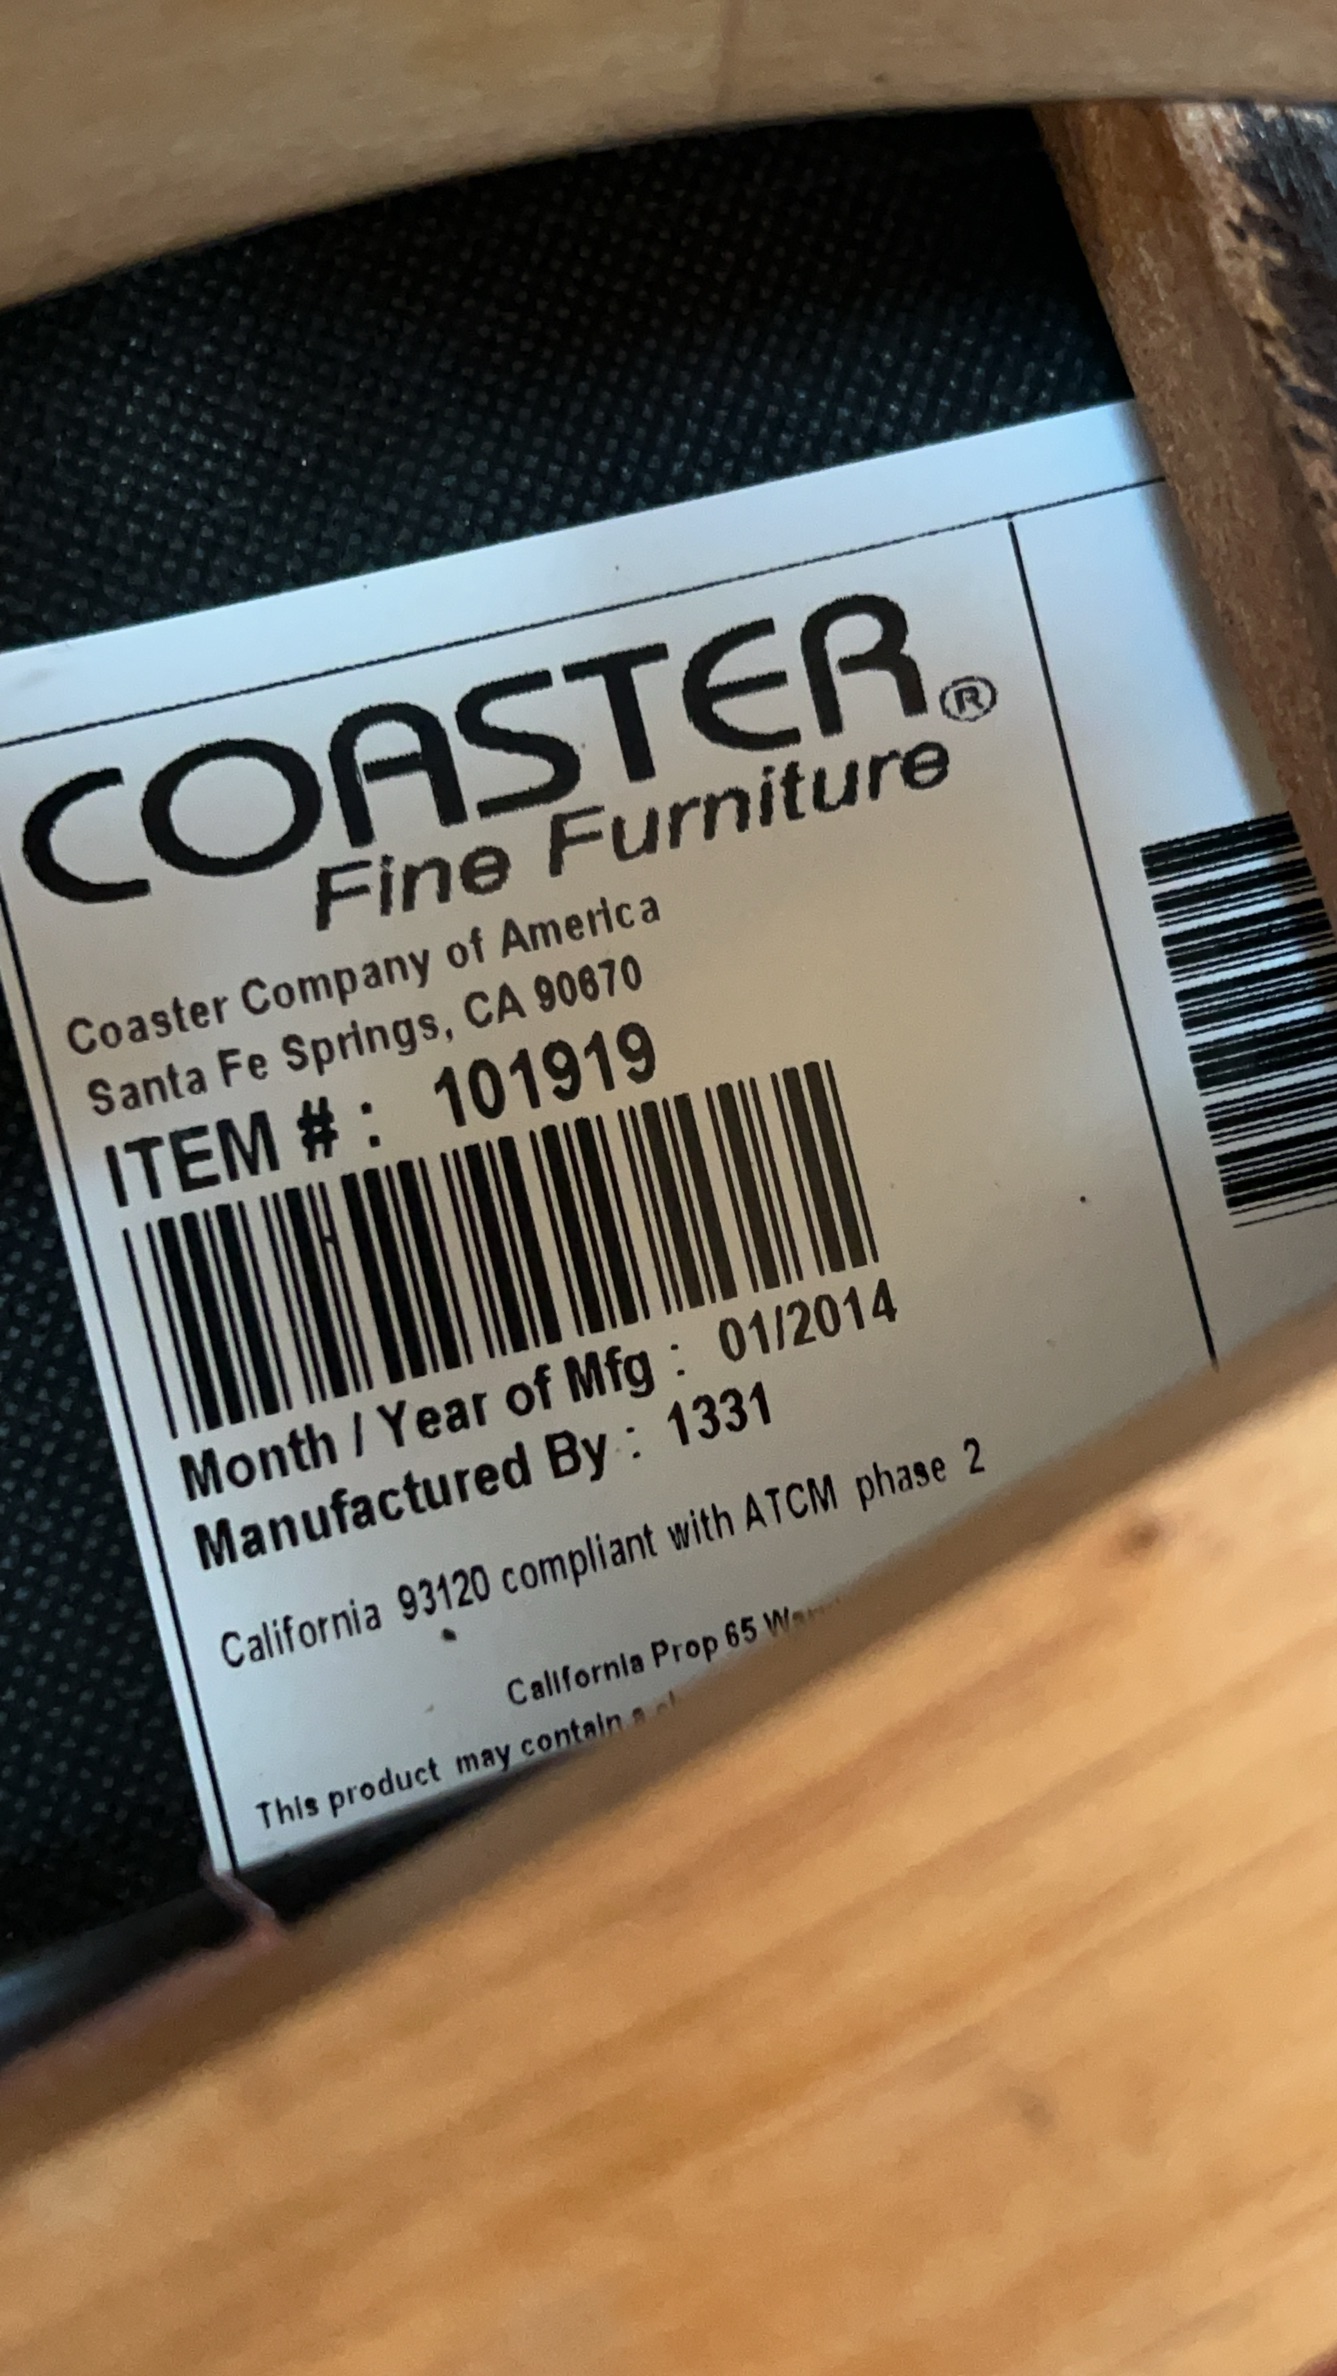 COASTER®
Fine Furniture
Coaster Company of America
Santa Fe Springs, CA 90670
ITEM # : 101919
Month / Year of Mfg : 01/2014
Manufactured By : 1331
California 93120 compliant with ATCM phase 2
California Prop 65
This product may contain a